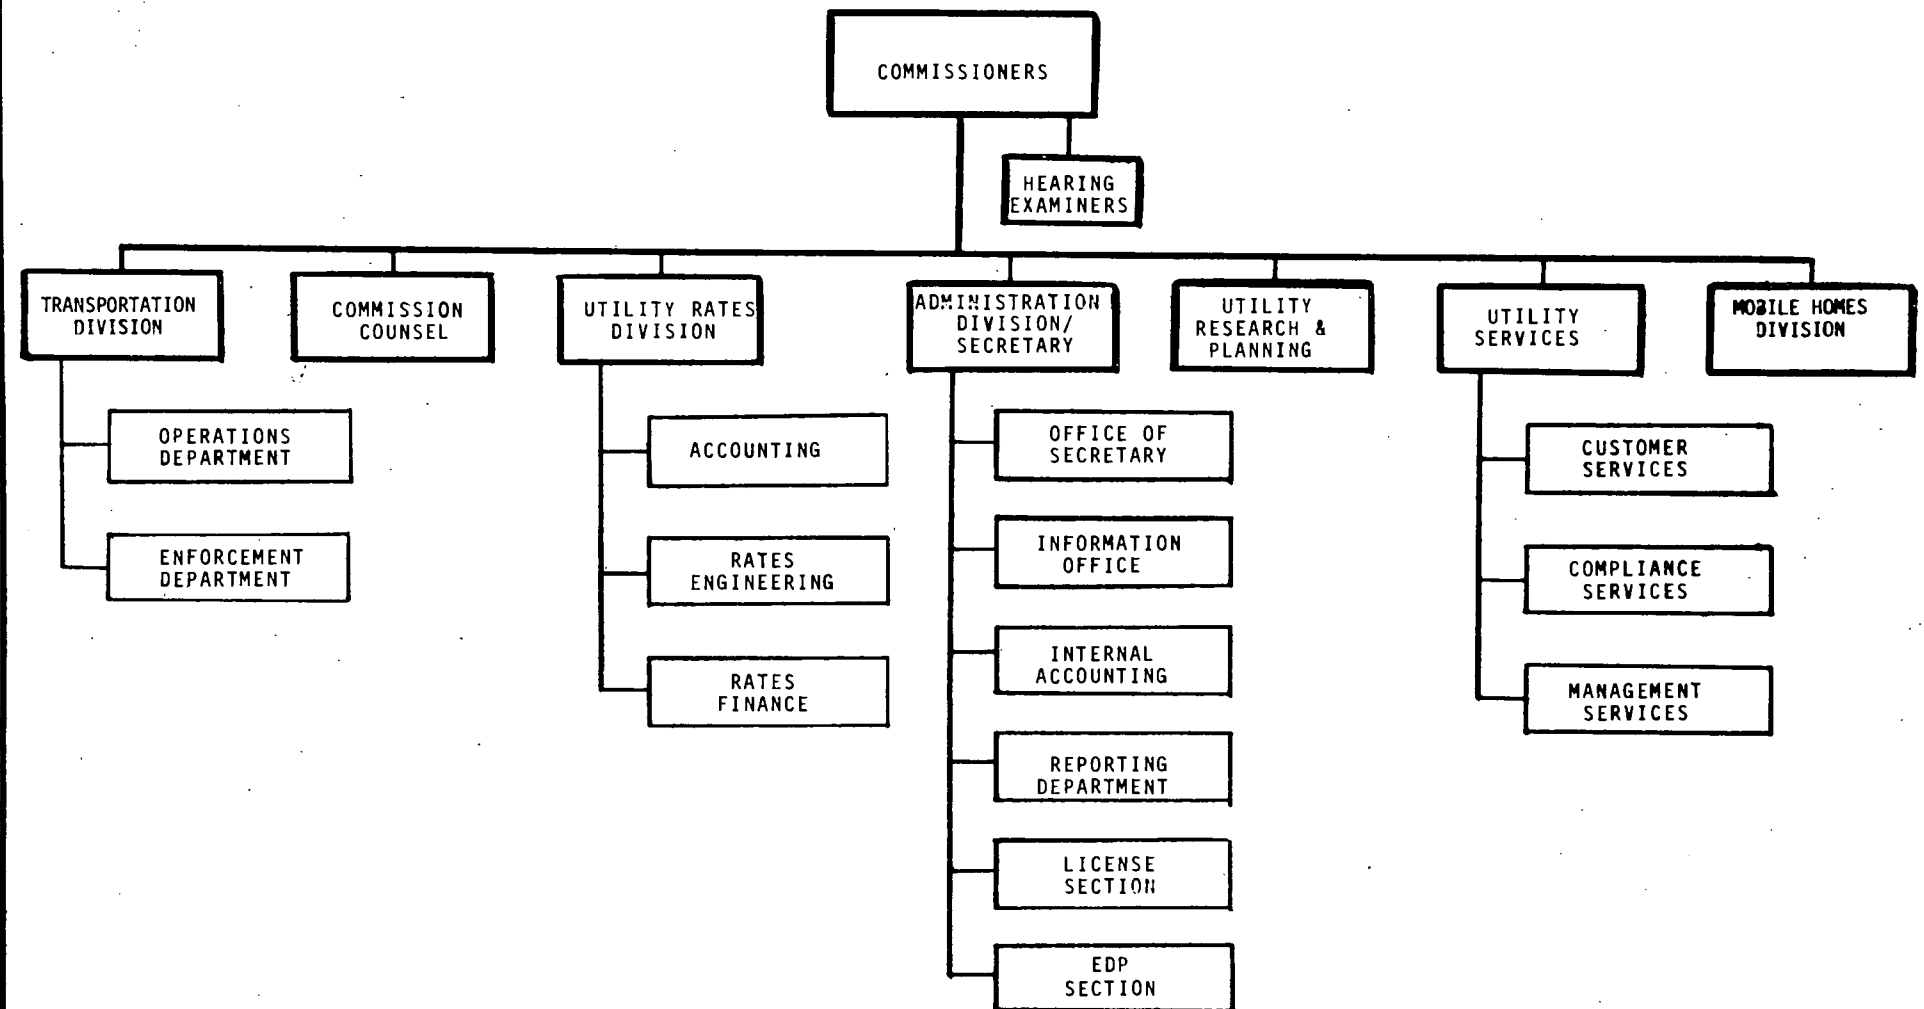 COMMISSIONERS
HEARING
EXAMINERS
TRANSPORTATION
DIVISION
COMMISSION
COUNSEL
UTILITY RATES
DIVISION
ADMINISTRATION
DIVISION/
SECRETARY
UTILITY
RESEARCH &
PLANNING
UTILITY
SERVICES
MOBILE HOMES
DIVISION
OPERATIONS
DEPARTMENT
ENFORCEMENT
DEPARTMENT
ACCOUNTING
RATES
ENGINEERING
RATES
FINANCE
OFFICE OF
SECRETARY
INFORMATION
OFFICE
INTERNAL
ACCOUNTING
REPORTING
DEPARTMENT
LICENSE
SECTION
EDP
SECTION
CUSTOMER
SERVICES
COMPLIANCE
SERVICES
MANAGEMENT
SERVICES